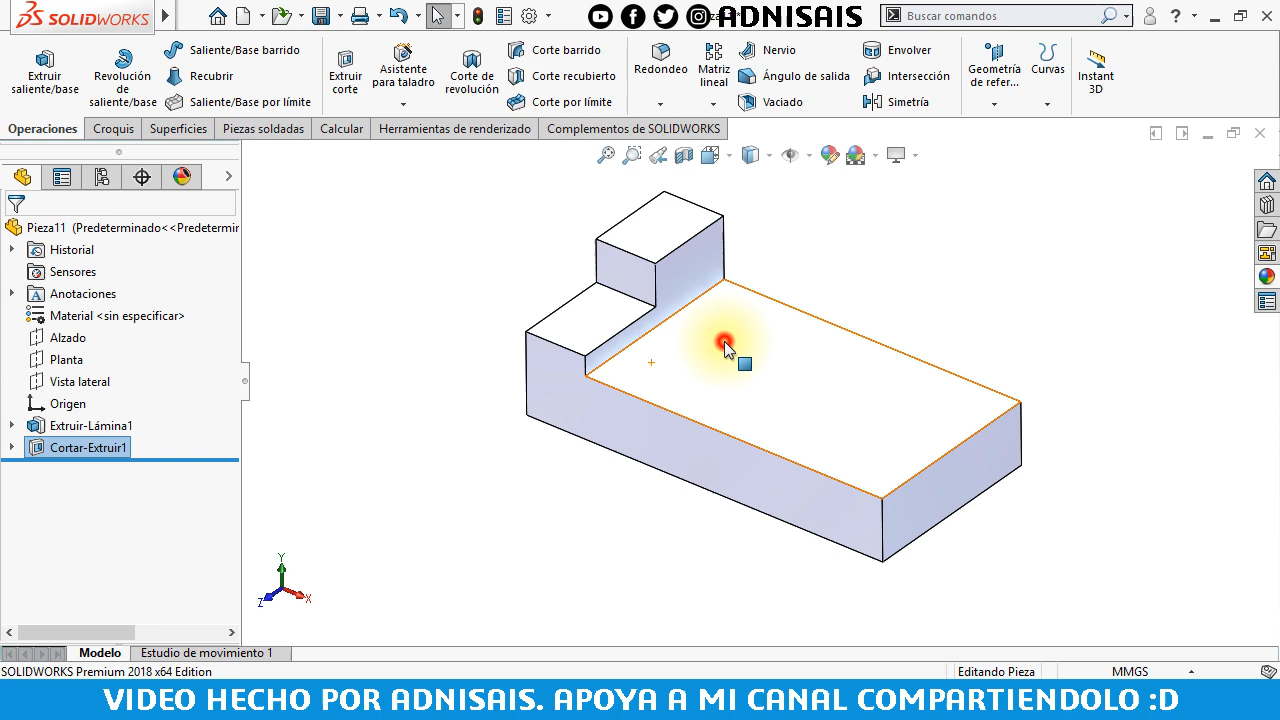 SOLIDWORKS
ADNISAIS
Buscar comandos
Extruir saliente/base
Revolución de saliente/base
Saliente/Base barrido
Recubrir
Saliente/Base por límite
Extruir corte
Asistente para taladro
Corte de revolución
Corte barrido
Corte recubierto
Corte por límite
Redondeo
Matriz lineal
Nervio
Ángulo de salida
Vaciado
Envolver
Intersección
Simetría
Geometría de refer...
Curvas
Instant 3D
Operaciones
Croquis
Superficies
Piezas soldadas
Calcular
Herramientas de renderizado
Complementos de SOLIDWORKS
Pieza11 (Predeterminado<<Predetermir
Historial
Sensores
Anotaciones
Material <sin especificar>
Alzado
Planta
Vista lateral
Origen
Extruir-Lámina1
Cortar-Extruir1
Y
Z
X
Modelo
Estudio de movimiento 1
SOLIDWORKS Premium 2018 x64 Edition
Editando Pieza
MMGS
VIDEO HECHO POR ADNISAIS. APOYA A MI CANAL COMPARTIENDOLO :D